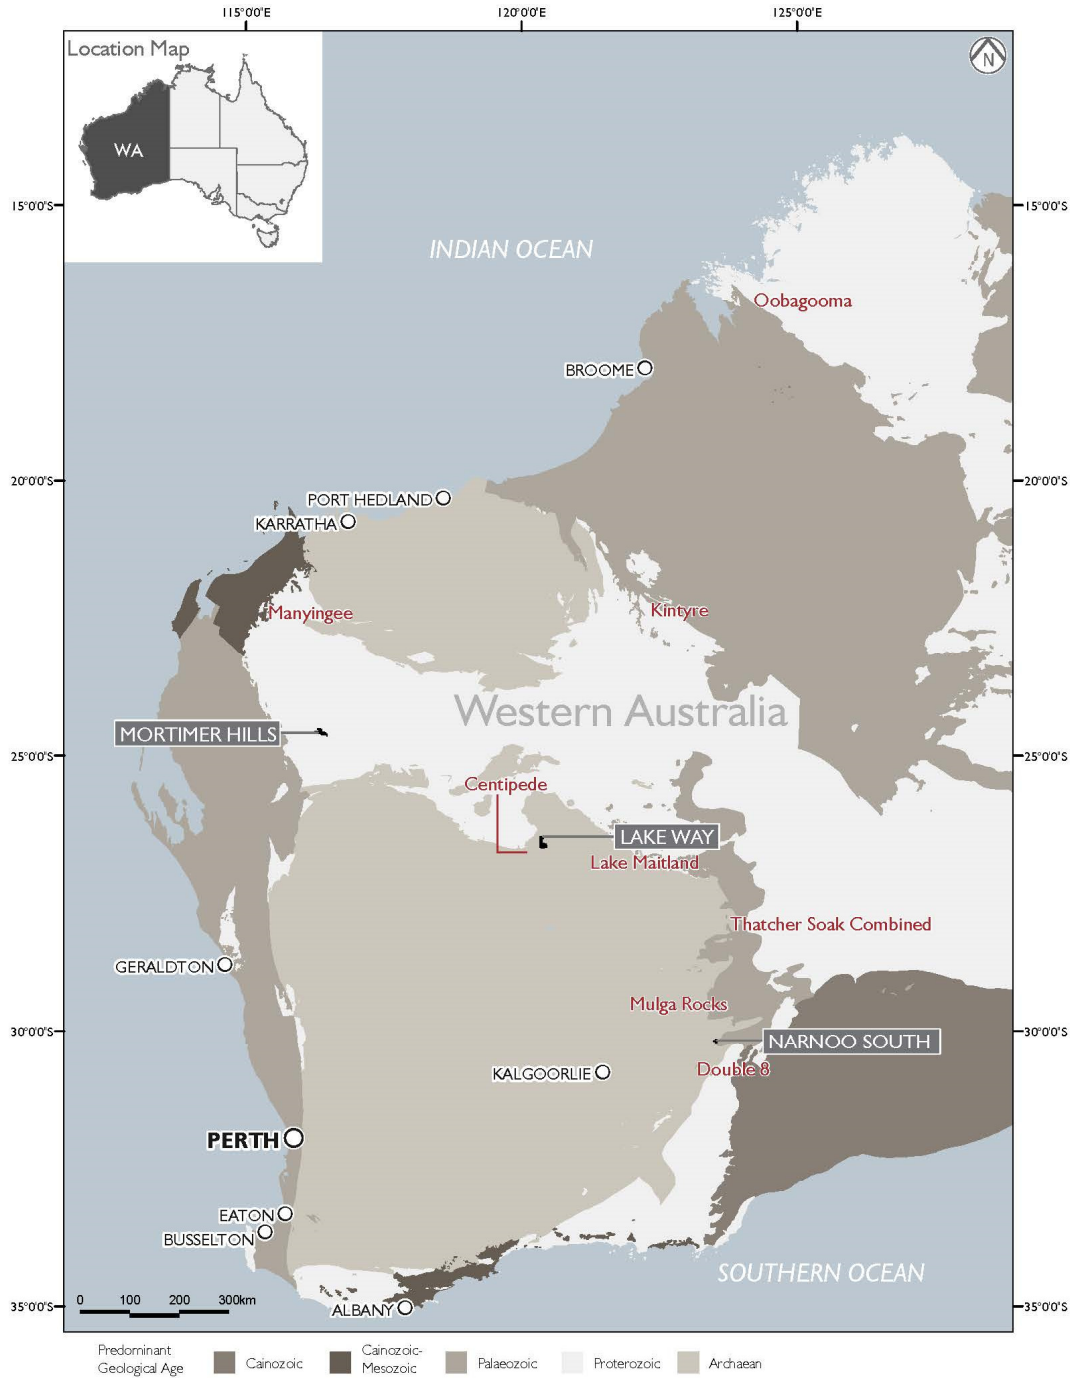 115°0'0"E
120°0'0"E
125°0'0"E
Location Map
N
WA
15°0'0"S
15°0'0"S
INDIAN OCEAN
Oobagooma
BROOME
20°0'0"S
20°0'0"S
PORT HEDLAND
KARRATHA
Manyingee
Kintyre
Western Australia
MORTIMER HILLS
25°0'0"S
25°0'0"S
Centipede
LAKE WAY
Lake Maitland
Thatcher Soak Combined
GERALDTON
Mulga Rocks
30°0'0"S
30°0'0"S
NARNOO SOUTH
Double 8
KALGOORLIE
PERTH
EATON
BUSSELTON
SOUTHERN OCEAN
0 100 200 300km
35°0'0"S
35°0'0"S
ALBANY
Predominant
Geological Age
Cainozoic
Cainozoic-
Mesozoic
Palaeozoic
Proterozoic
Archaean